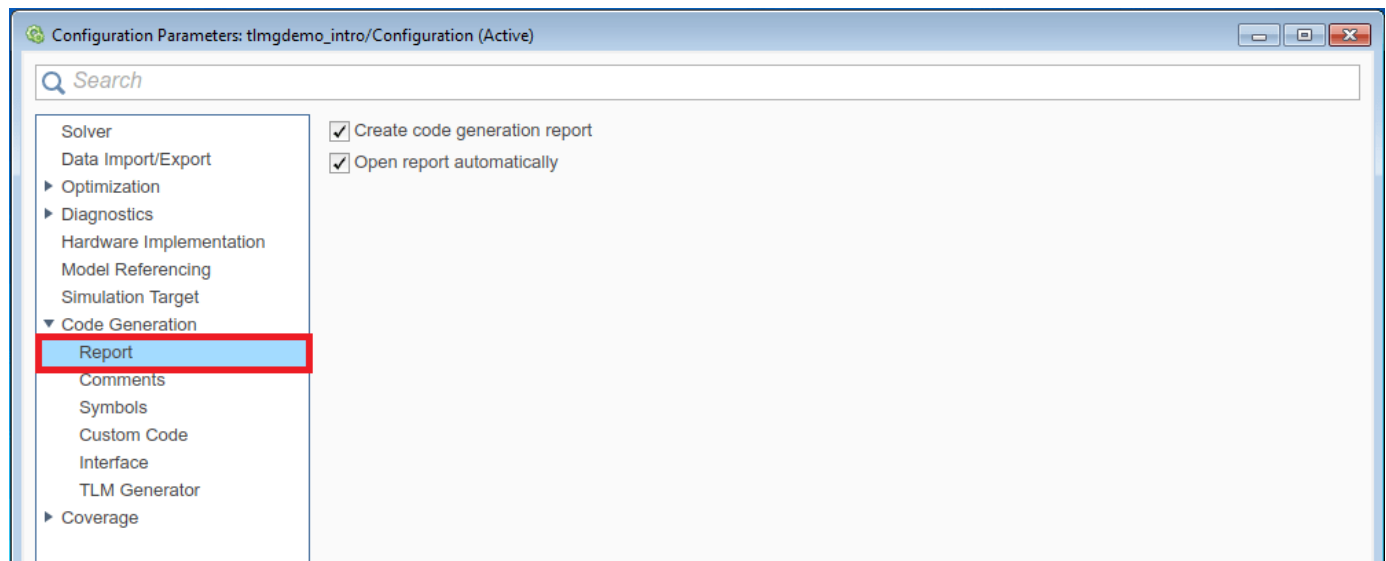 Configuration Parameters: tlmgdemo_intro/Configuration (Active)
Search
Solver
Data Import/Export
Optimization
Diagnostics
Hardware Implementation
Model Referencing
Simulation Target
Code Generation
Report
Comments
Symbols
Custom Code
Interface
TLM Generator
Coverage
Create code generation report
Open report automatically